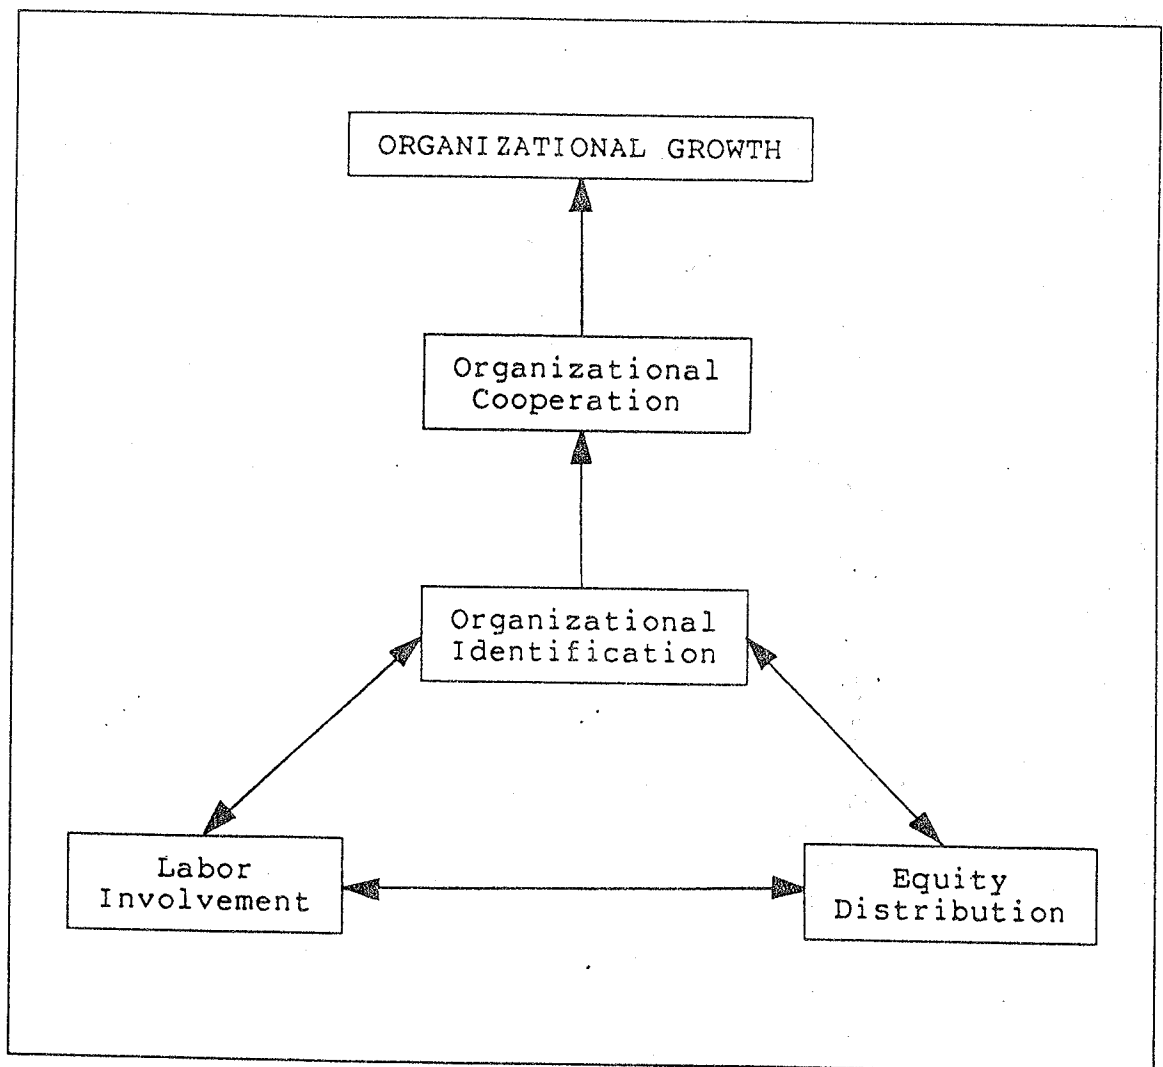 ORGANIZATIONAL GROWTH
Organizational
Cooperation
Organizational
Identification
Labor
Involvement
Equity
Distribution